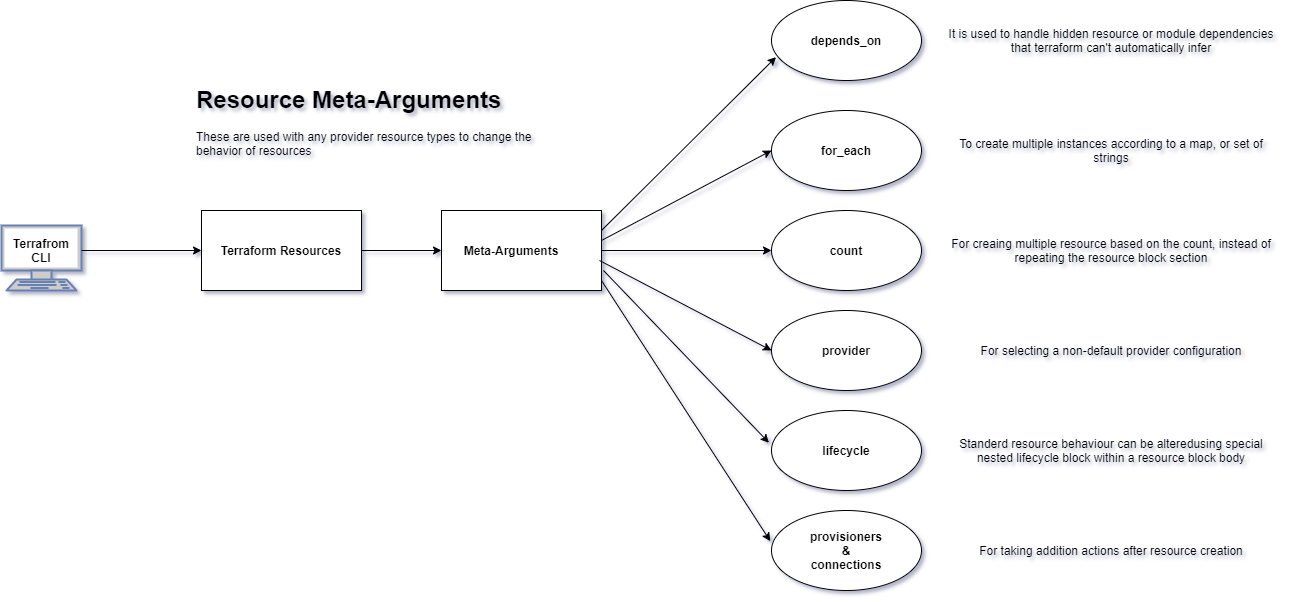 Resource Meta-Arguments
These are used with any provider resource types to change the
behavior of resources
Terrafrom
CLI
Terraform Resources
Meta-Arguments
depends_on
It is used to handle hidden resource or module dependencies
that terraform can't automatically infer
for_each
To create multiple instances according to a map, or set of
strings
count
For creaing multiple resource based on the count, instead of
repeating the resource block section
provider
For selecting a non-default provider configuration
lifecycle
Standerd resource behaviour can be alteredusing special
nested lifecycle block within a resource block body
provisioners
&
connections
For taking addition actions after resource creation